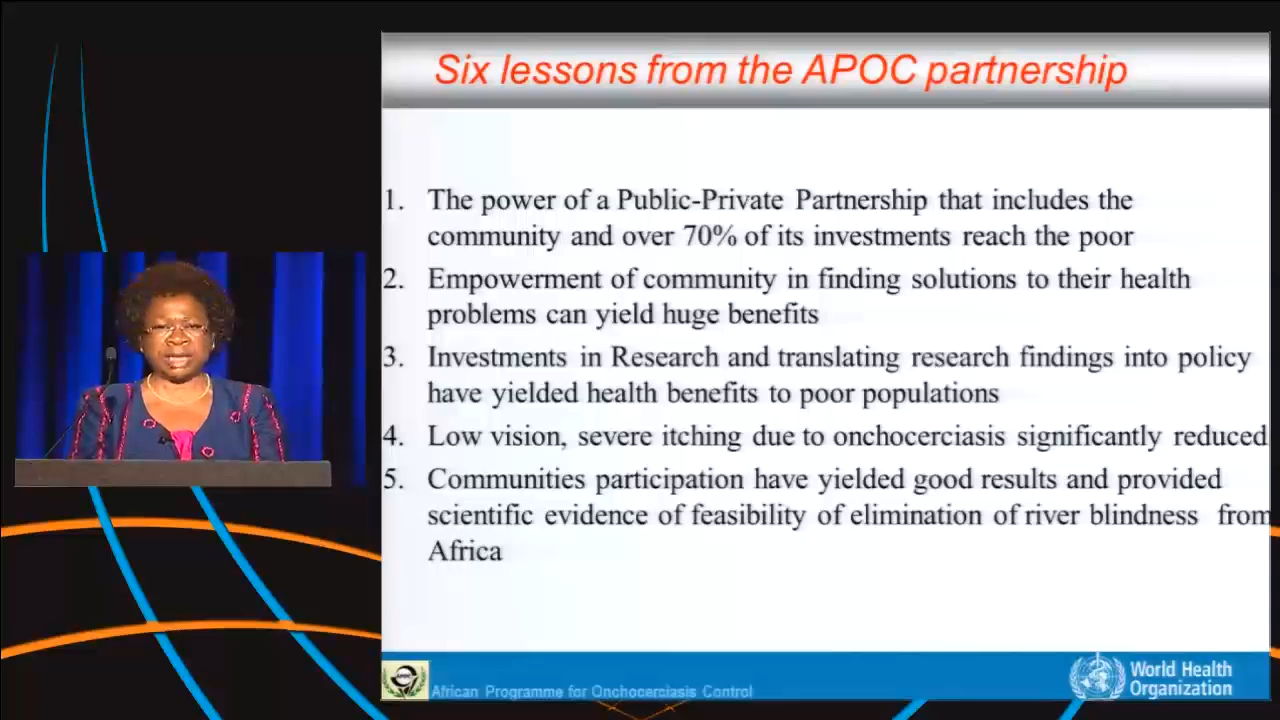 Six lessons from the APOC partnership
1. The power of a Public-Private Partnership that includes the
community and over 70% of its investments reach the poor
2. Empowerment of community in finding solutions to their health
problems can yield huge benefits
3. Investments in Research and translating research findings into policy
have yielded health benefits to poor populations
4. Low vision, severe itching due to onchocerciasis significantly reduced
5. Communities participation have yielded good results and provided
scientific evidence of feasibility of elimination of river blindness from
Africa
African Programme for Onchocerciasis Control
World Health
Organization